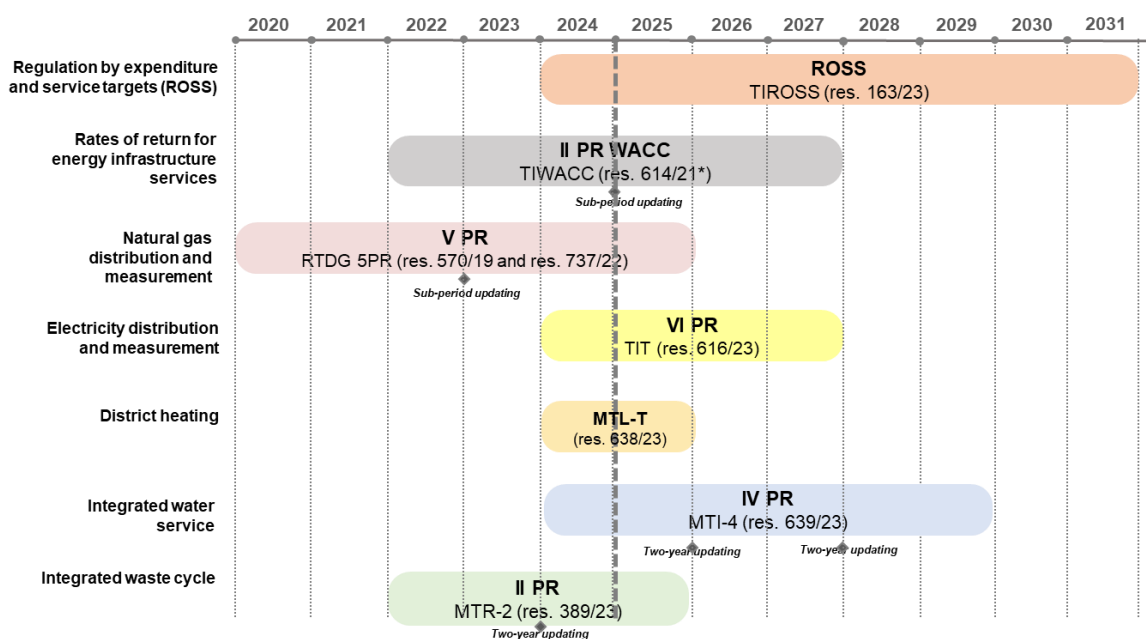 2020 2021 2022 2023 2024 2025 2026 2027 2028 2029 2030 2031
Regulation by expenditure
and service targets (ROSS)
ROSS
TIROSS (res. 163/23)
Rates of return for
energy infrastructure
services
II PR WACC
TIWACC (res. 614/21*)
Sub-period updating
Natural gas
distribution and
measurement
V PR
RTDG 5PR (res. 570/19 and res. 737/22)
Sub-period updating
Electricity distribution
and measurement
VI PR
TIT (res. 616/23)
District heating
MTL-T
(res. 638/23)
Integrated water
service
IV PR
MTI-4 (res. 639/23)
Two-year updating
Two-year updating
Integrated waste cycle
II PR
MTR-2 (res. 389/23)
Two-year updating